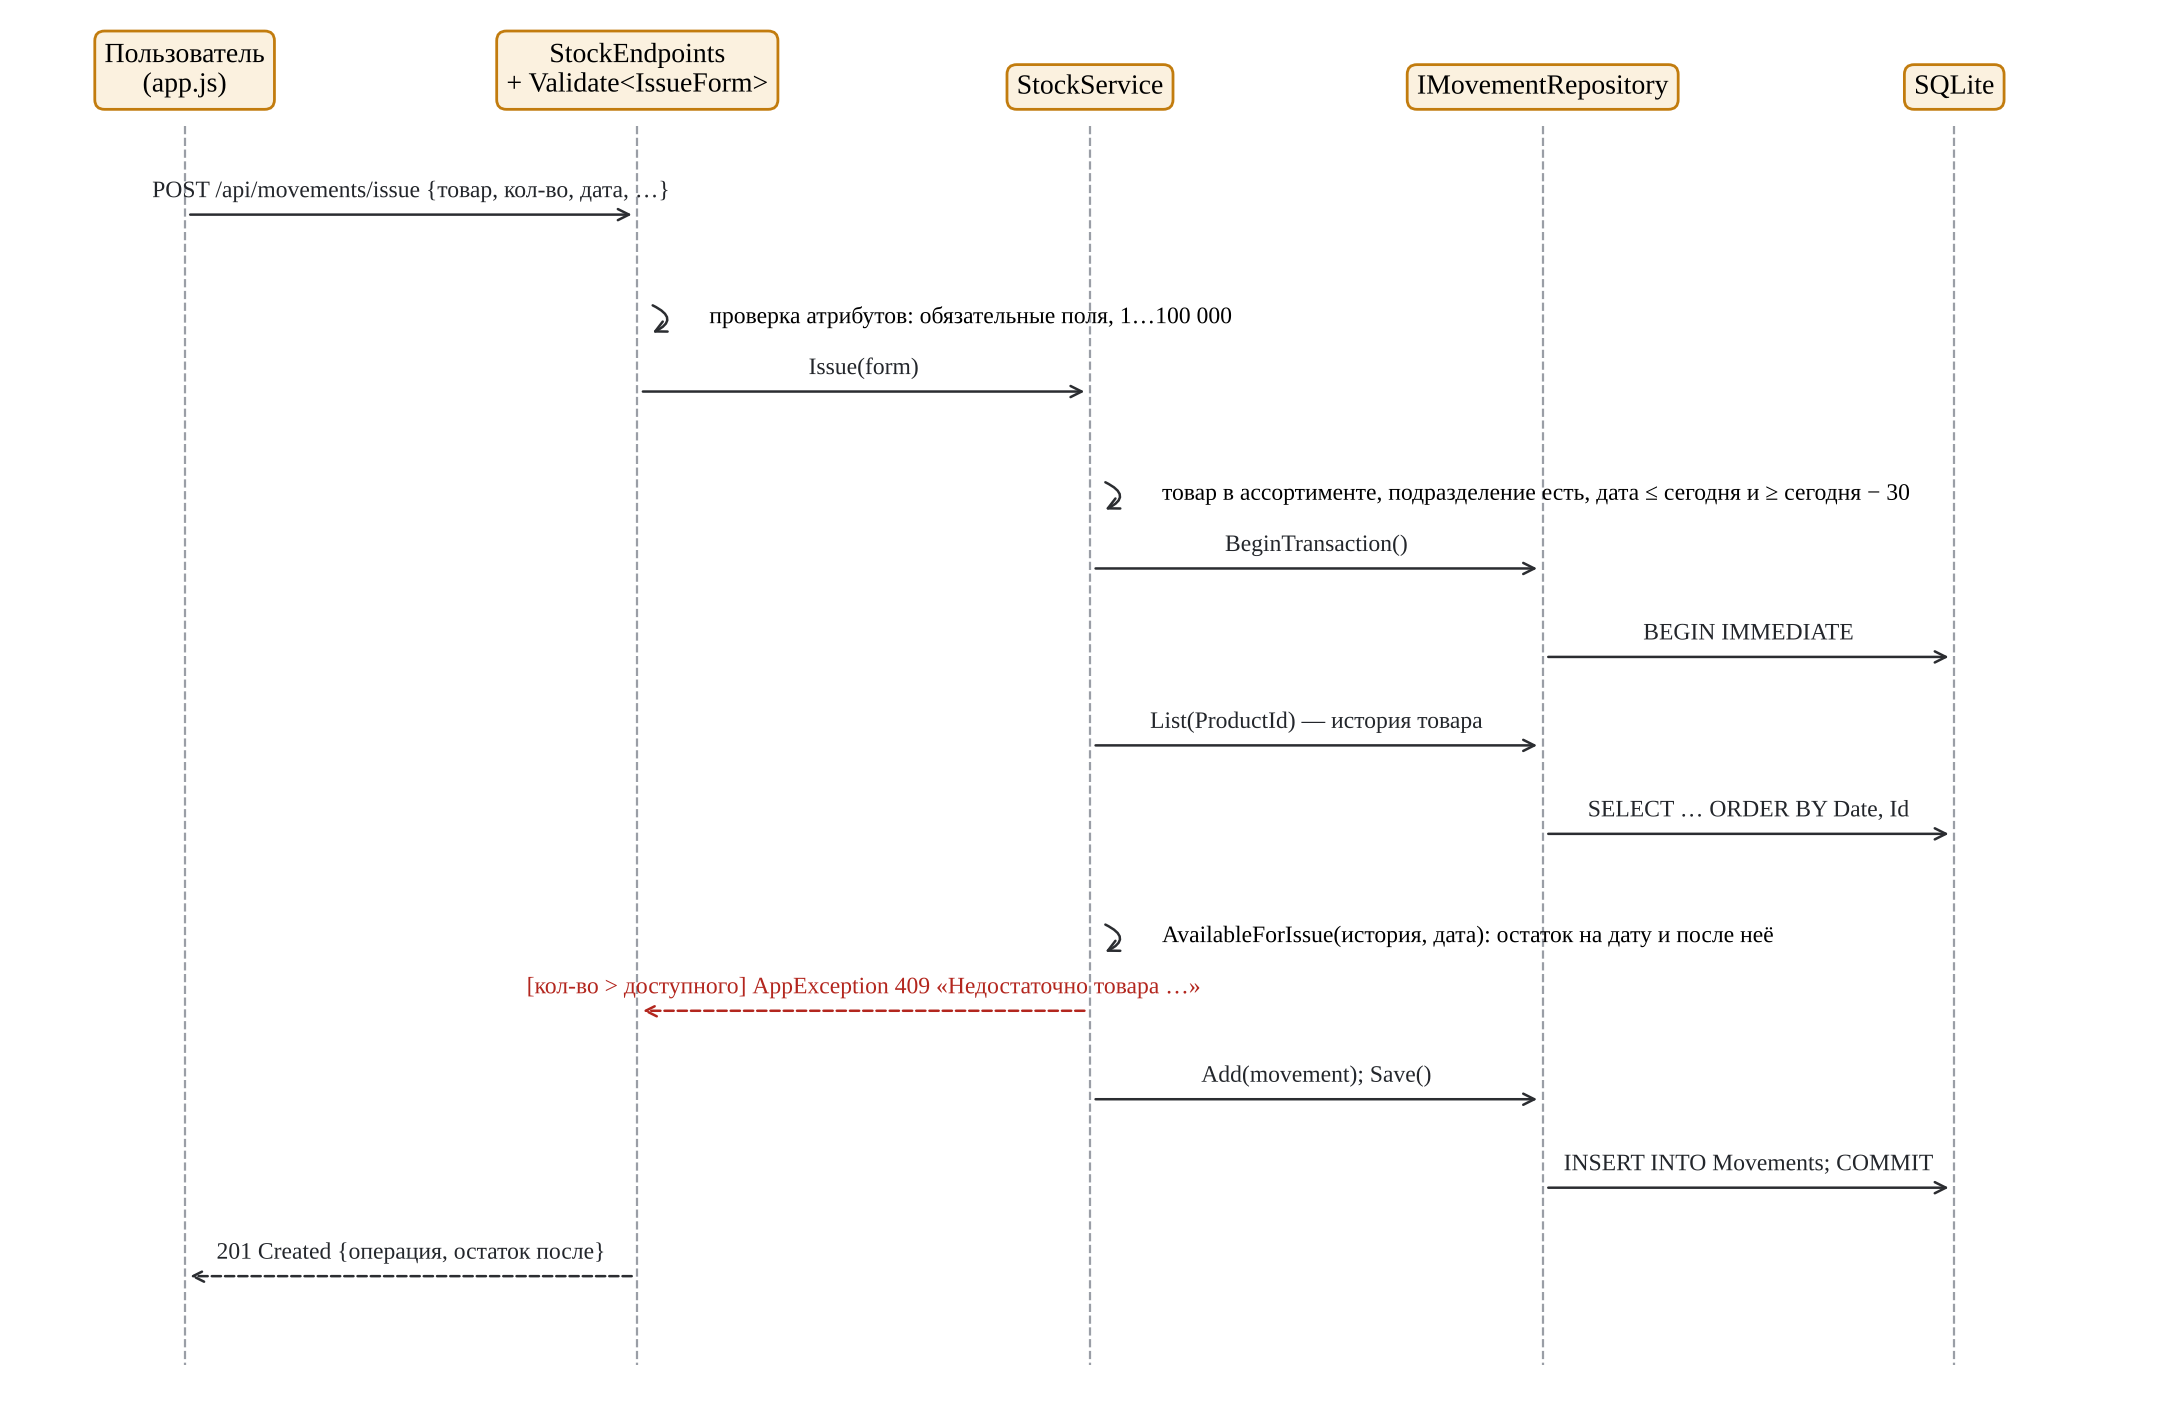 Пользователь
(app.js)
StockEndpoints
+ Validate<IssueForm>
StockService
IMovementRepository
SQLite
POST /api/movements/issue {товар, кол-во, дата, …}
проверка атрибутов: обязательные поля, 1…100 000
Issue(form)
товар в ассортименте, подразделение есть, дата ≤ сегодня и ≥ сегодня − 30
BeginTransaction()
BEGIN IMMEDIATE
List(ProductId) — история товара
SELECT … ORDER BY Date, Id
AvailableForIssue(история, дата): остаток на дату и после неё
[кол-во > доступного] AppException 409 «Недостаточно товара …»
Add(movement); Save()
INSERT INTO Movements; COMMIT
201 Created {операция, остаток после}